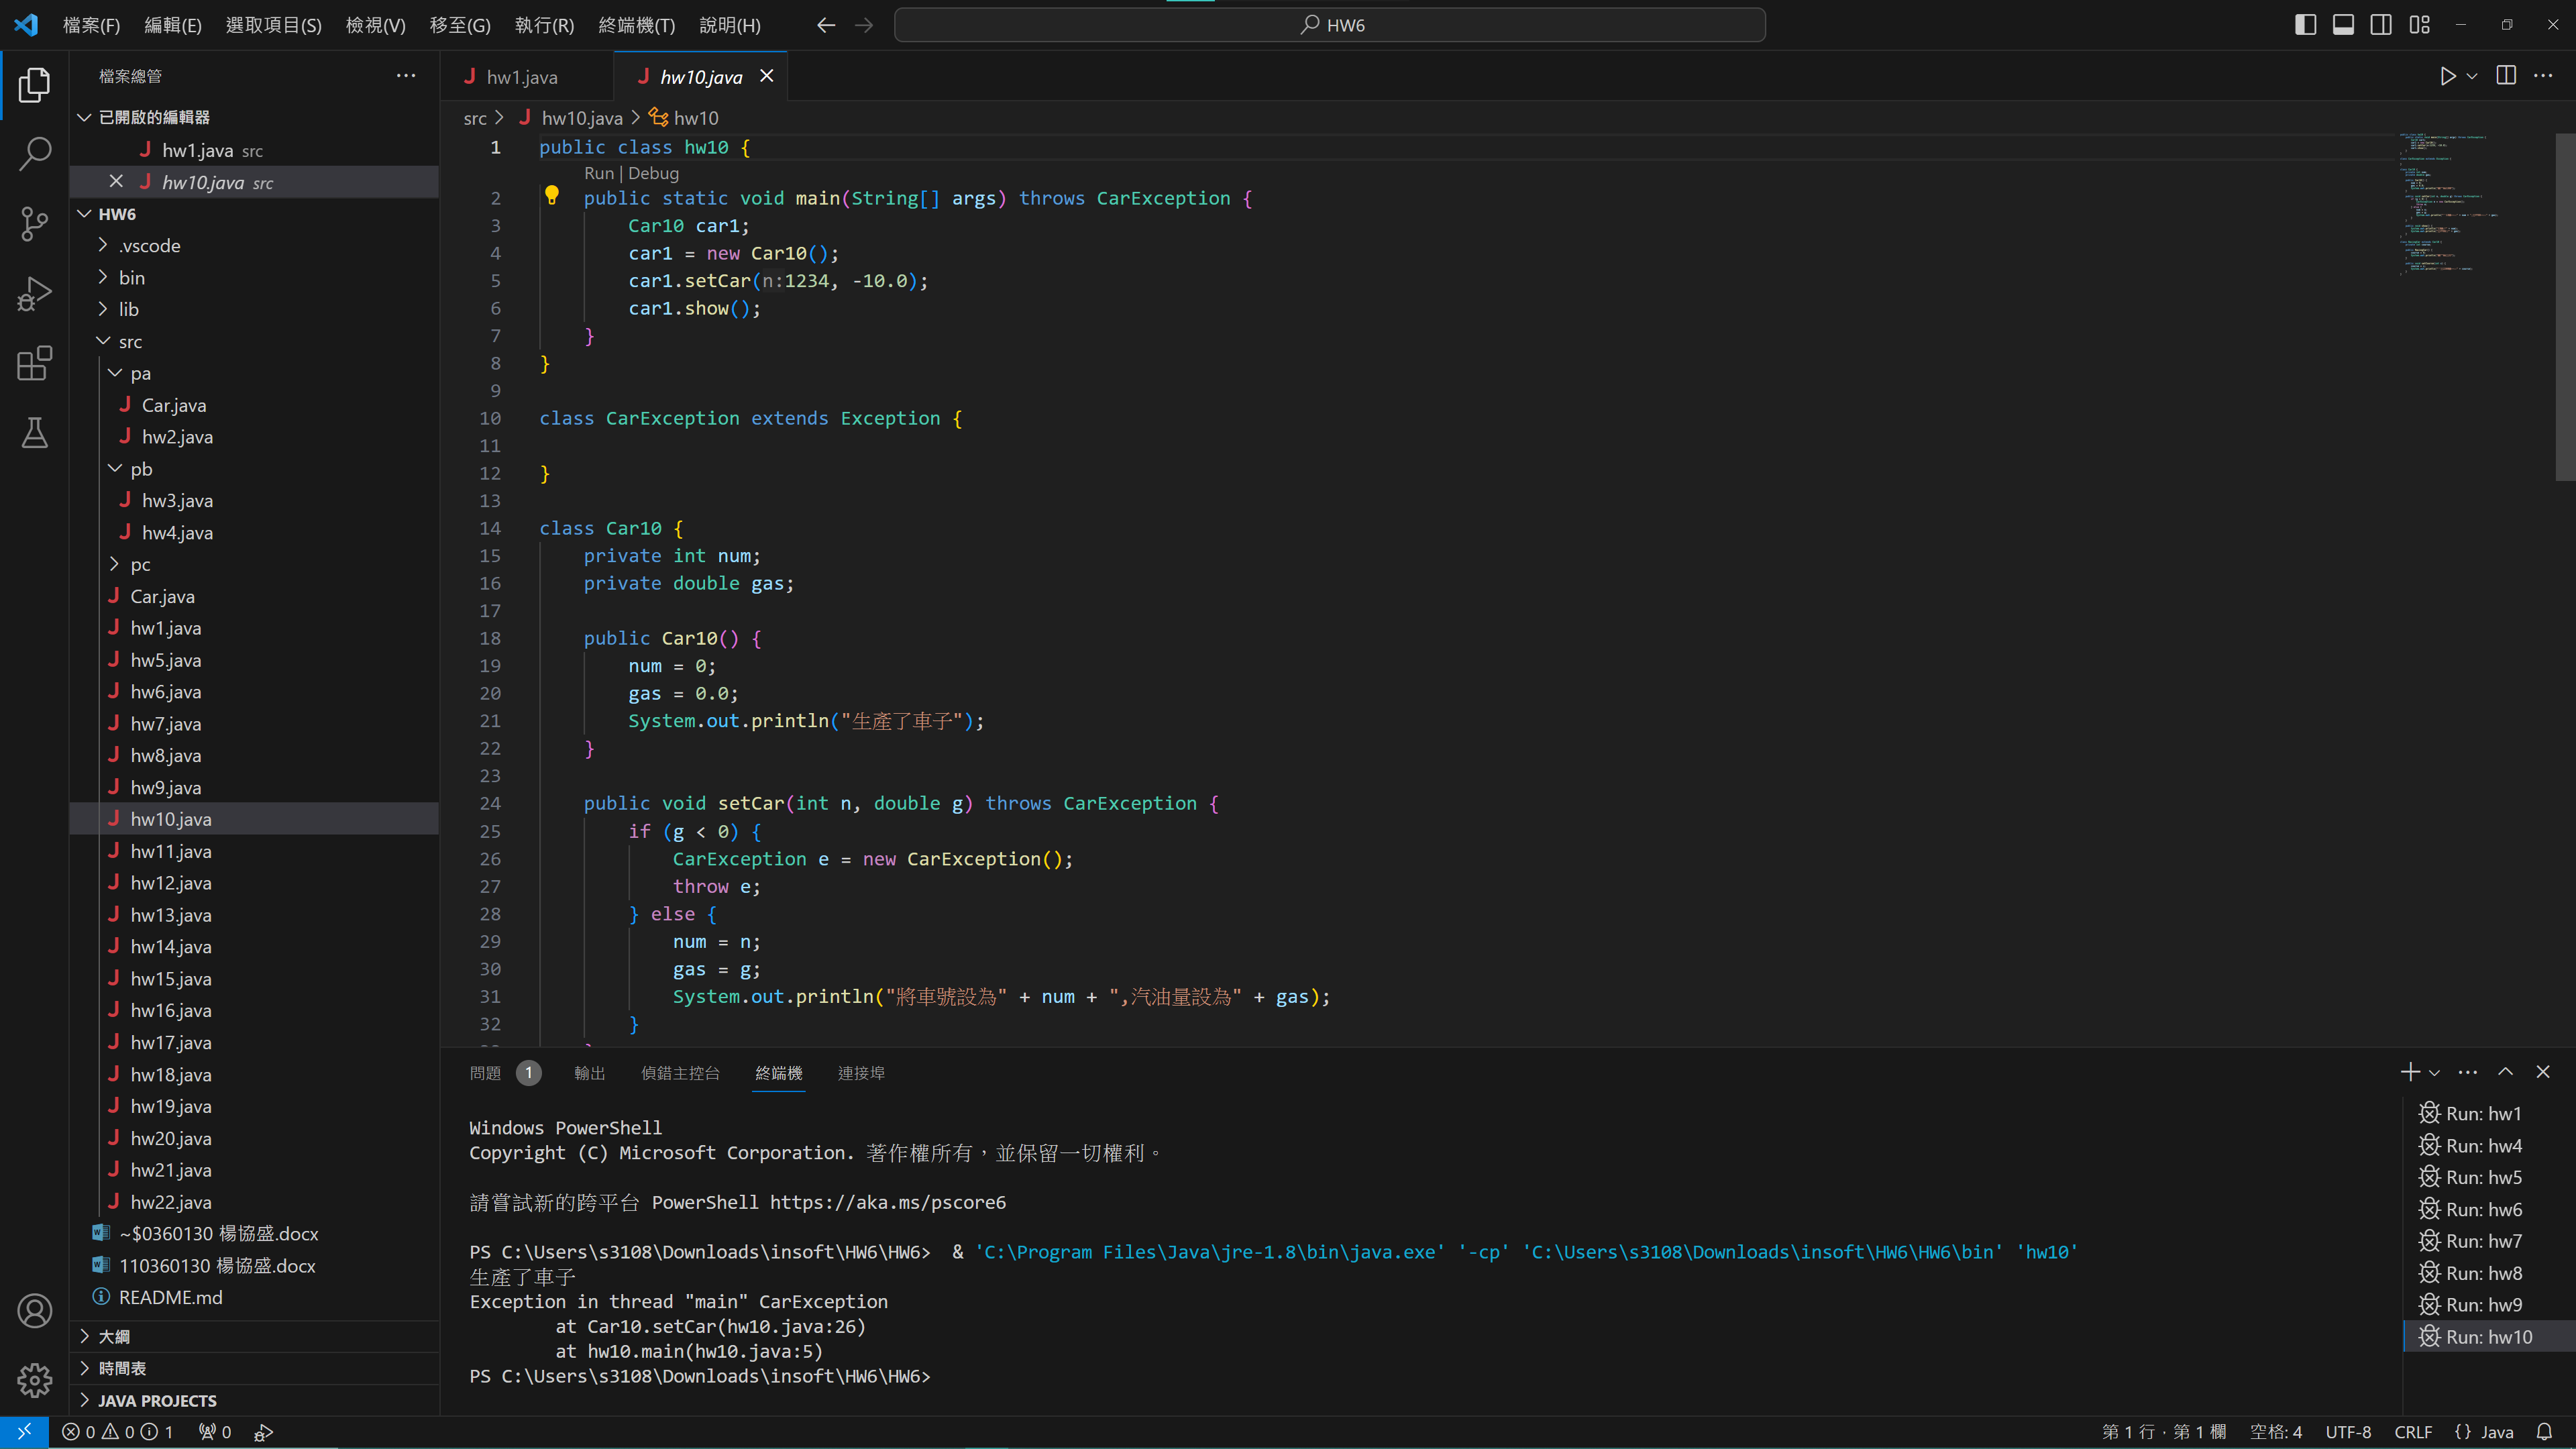 檔案(F) 編輯(E) 選取項目(S) 檢視(V) 移至(G) 執行(R) 終端機(T) 說明(H) HW6
檔案總管
已開啟的編輯器
hw1.java src
hw10.java src
HW6
.vscode
bin
lib
src
pa
Car.java
hw2.java
pb
hw3.java
hw4.java
pc
Car.java
hw1.java
hw5.java
hw6.java
hw7.java
hw8.java
hw9.java
hw10.java
hw11.java
hw12.java
hw13.java
hw14.java
hw15.java
hw16.java
hw17.java
hw18.java
hw19.java
hw20.java
hw21.java
hw22.java
~$0360130 楊協盛.docx
110360130 楊協盛.docx
README.md
大綱
時間表
JAVA PROJECTS
hw1.java hw10.java
src > hw10.java > hw10
1 public class hw10 {
Run | Debug
2 public static void main(String[] args) throws CarException {
3 Car10 car1;
4 car1 = new Car10();
5 car1.setCar(n:1234, -10.0);
6 car1.show();
7 }
8 }
9
10 class CarException extends Exception {
11
12 }
13
14 class Car10 {
15 private int num;
16 private double gas;
17
18 public Car10() {
19 num = 0;
20 gas = 0.0;
21 System.out.println("生產了車子");
22 }
23
24 public void setCar(int n, double g) throws CarException {
25 if (g < 0) {
26 CarException e = new CarException();
27 throw e;
28 } else {
29 num = n;
30 gas = g;
31 System.out.println("將車號設為" + num + ",汽油量設為" + gas);
32 }
問題 1 輸出 偵錯主控台 終端機 連接埠
Windows PowerShell
Copyright (C) Microsoft Corporation. 著作權所有，並保留一切權利。
請嘗試新的跨平台 PowerShell https://aka.ms/pscore6
PS C:\Users\s3108\Downloads\insoft\HW6\HW6> & 'C:\Program Files\Java\jre-1.8\bin\java.exe' '-cp' 'C:\Users\s3108\Downloads\insoft\HW6\HW6\bin' 'hw10'
生產了車子
Exception in thread "main" CarException
at Car10.setCar(hw10.java:26)
at hw10.main(hw10.java:5)
PS C:\Users\s3108\Downloads\insoft\HW6\HW6>
Run: hw1
Run: hw4
Run: hw5
Run: hw6
Run: hw7
Run: hw8
Run: hw9
Run: hw10
0 0 1 0 第 1 行，第 1 欄 空格: 4 UTF-8 CRLF {} Java